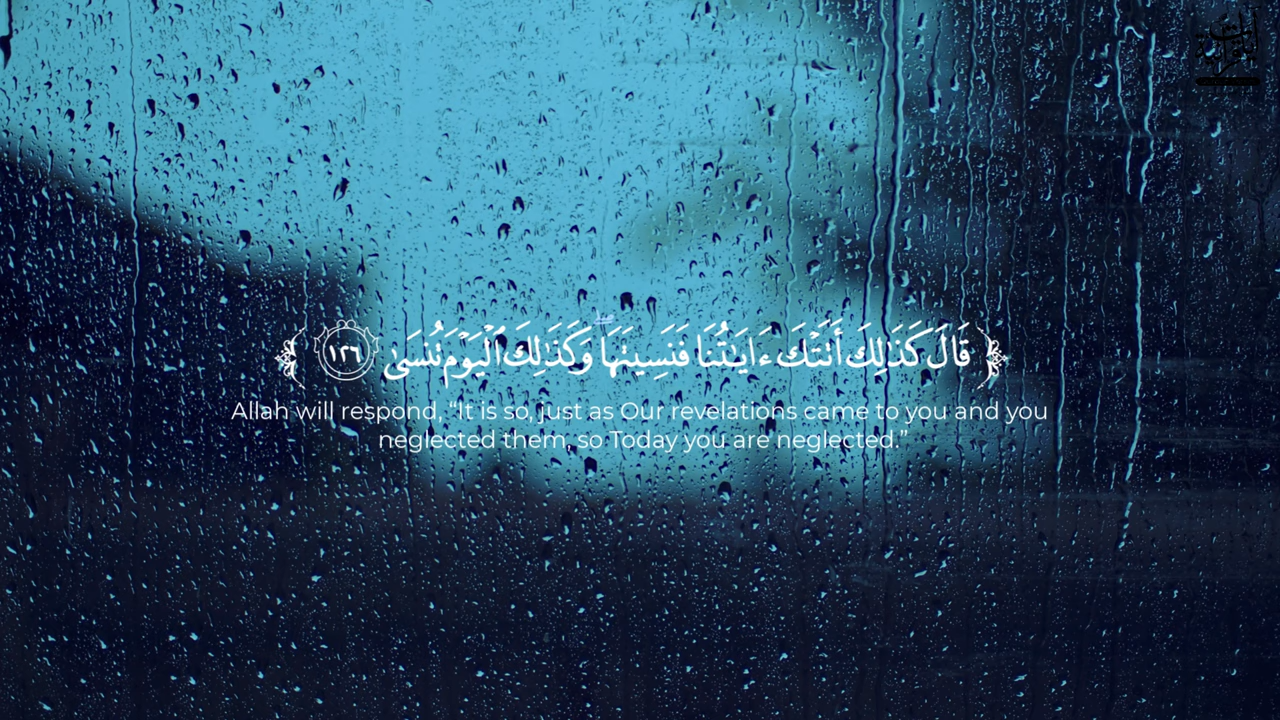 قَالَ كَذَٰلِكَ أَتَتْكَ ءَايَـٰتُنَا فَنَسِيتَهَا ۖ وَكَذَٰلِكَ ٱلْيَوْمَ تُنسَىٰ ﴿١٢٦﴾
Allah will respond, “It is so, just as Our revelations came to you and you
neglected them, so Today you are neglected.”